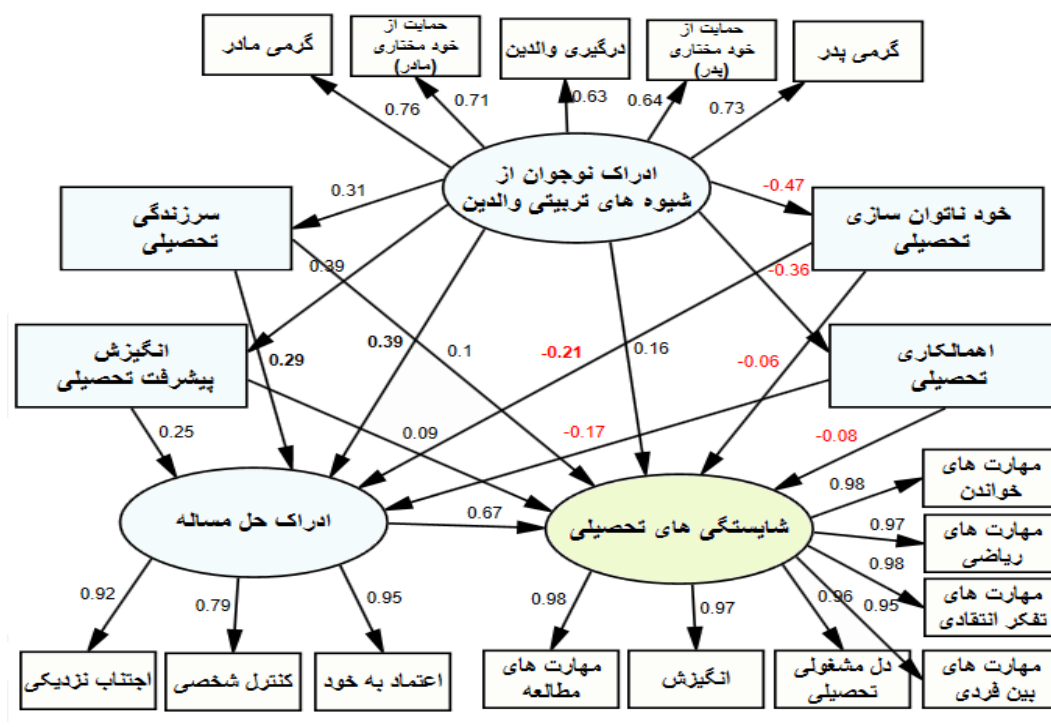 گرمی مادر
حمایت از
خود مختاری
(مادر)
درگیری والدین
حمایت از
خود مختاری
(پدر)
گرمی پدر
0.76
0.71
0.63
0.64
0.73
ادراک نوجوان از
شیوه های تربیتی والدین
سرزندگی
تحصیلی
0.31
-0.47
خود ناتوان سازی
تحصیلی
0.39
-0.36
انگیزش
پیشرفت تحصیلی
0.29
0.39
0.1
-0.21
0.16
-0.06
اهمالکاری
تحصیلی
0.25
0.09
-0.17
-0.08
ادراک حل مساله
0.67
شایستگی های تحصیلی
0.98
مهارت های
خواندن
0.97
مهارت های
ریاضی
0.98
مهارت های
تفکر انتقادی
0.92
0.79
0.95
0.98
0.97
0.96
0.95
اجتناب نزدیکی
کنترل شخصی
اعتماد به خود
مهارت های
مطالعه
انگیزش
دل مشغولی
تحصیلی
مهارت های
بین فردی